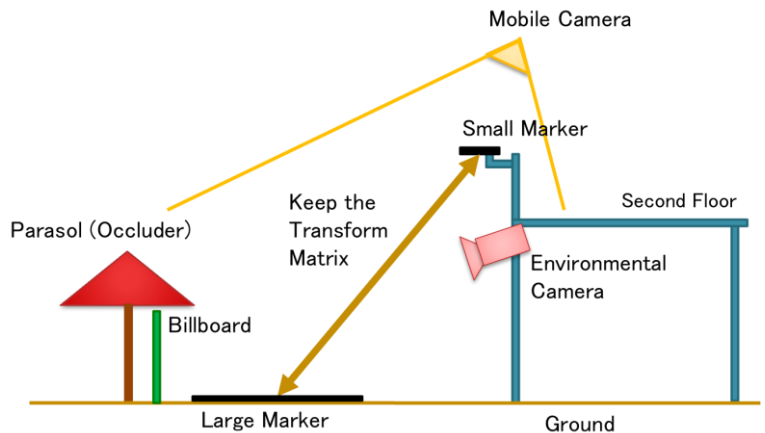 Mobile Camera
Small Marker
Keep the
Transform
Matrix
Second Floor
Parasol (Occluder)
Environmental
Camera
Billboard
Large Marker
Ground